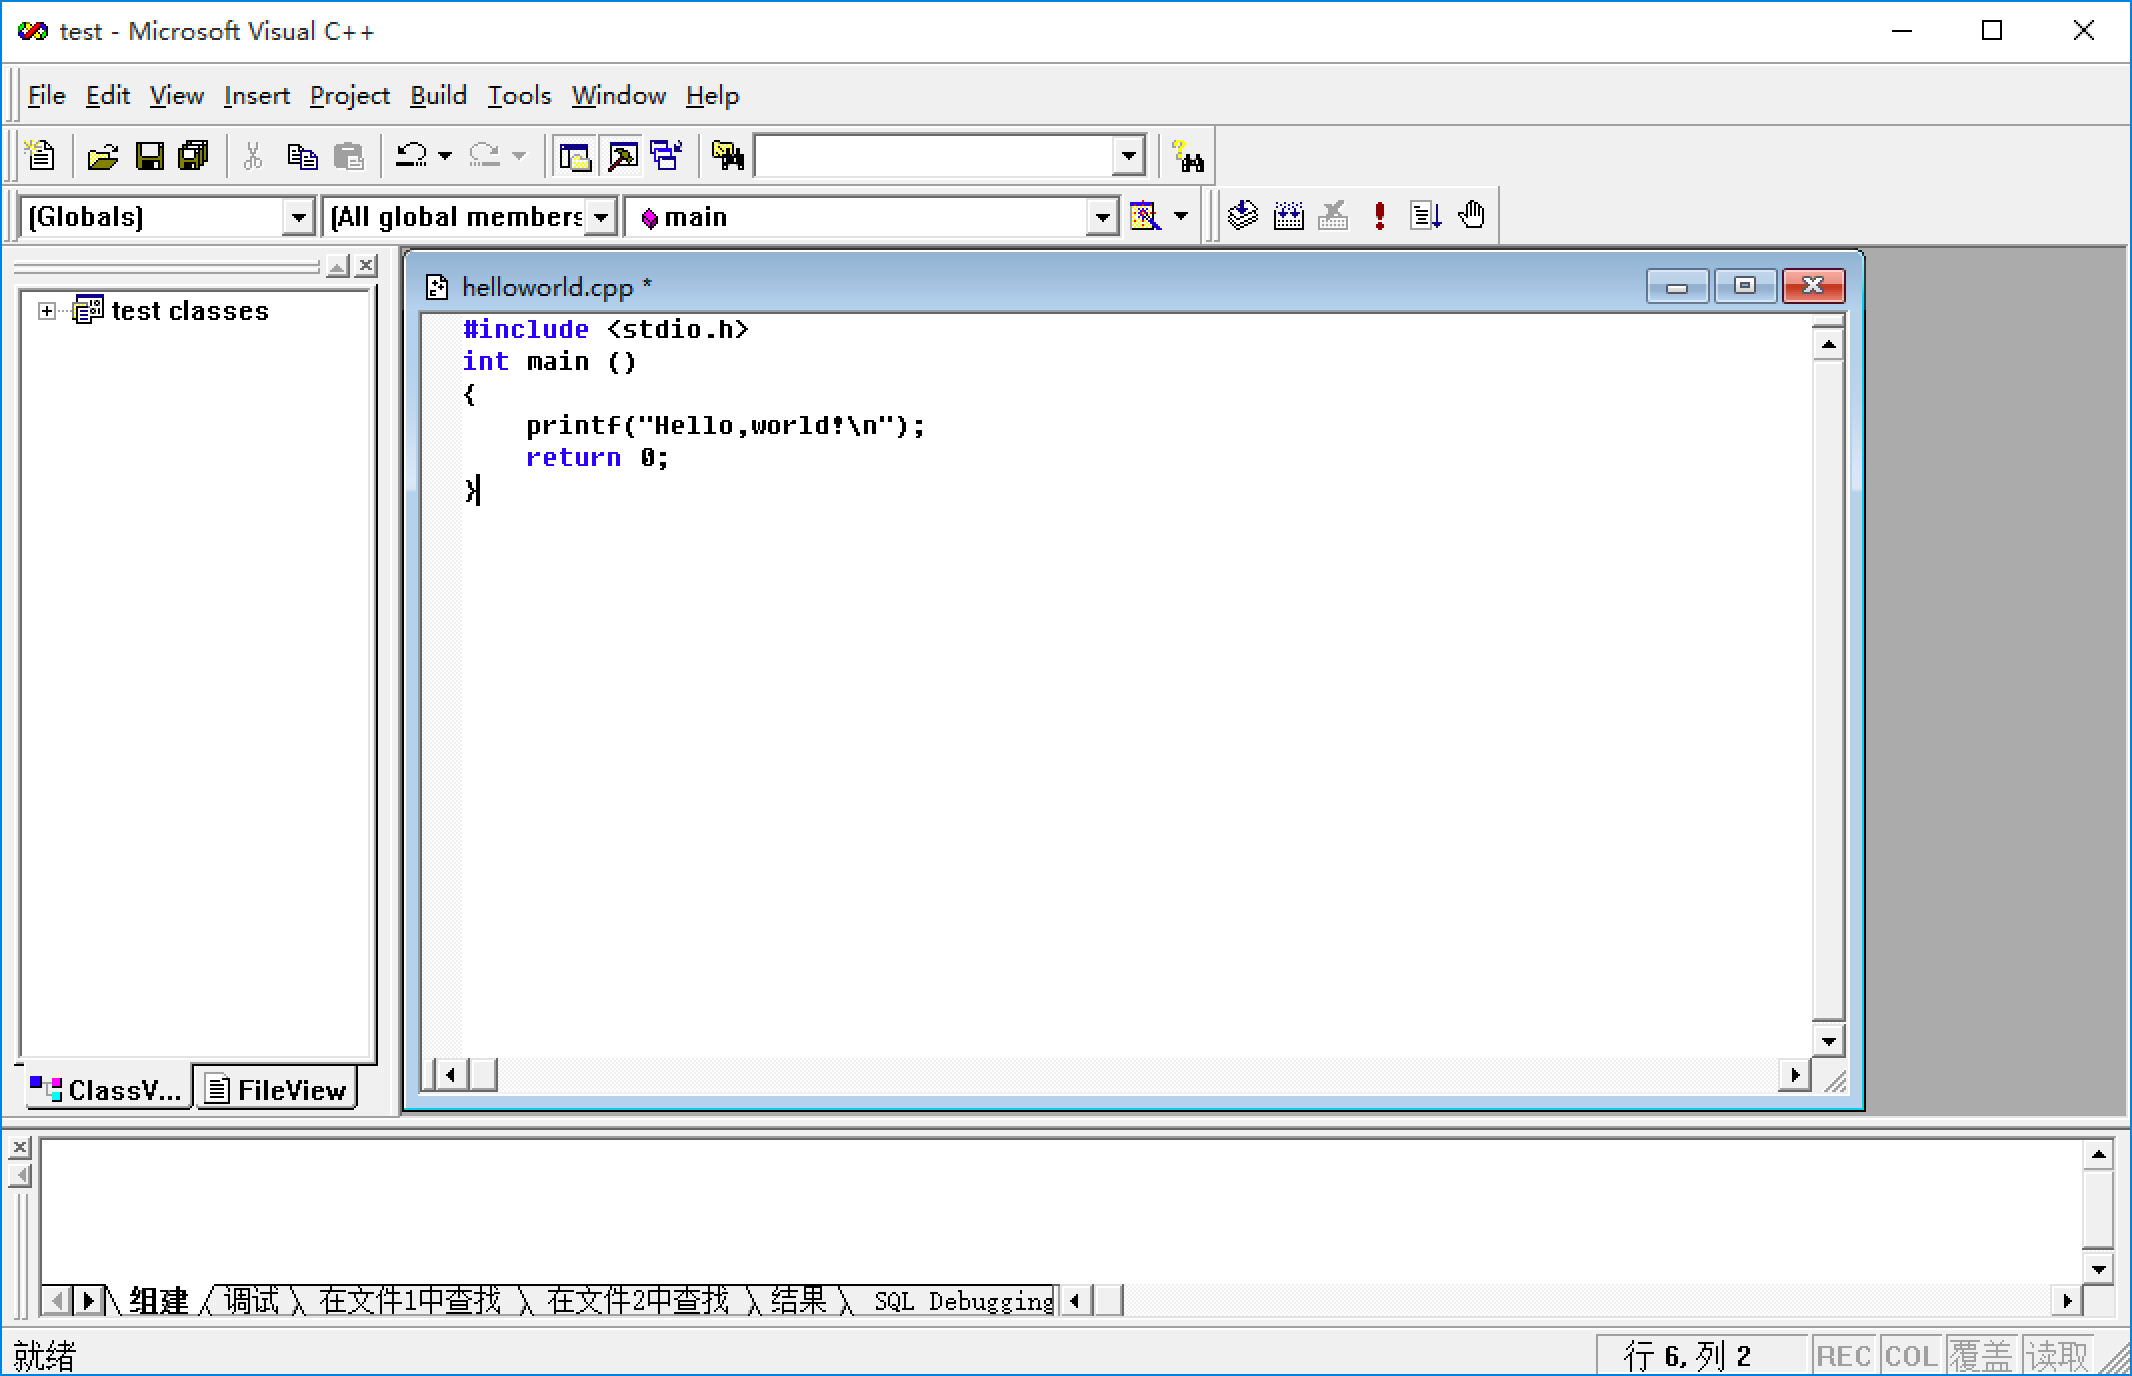 test - Microsoft Visual C++
File Edit View Insert Project Build Tools Window Help
(Globals) (All global members main
test classes
helloworld.cpp *
#include <stdio.h>
int main ()
{
    printf("Hello,world!\n");
    return 0;
}
ClassV... FileView
组建 调试 在文件1中查找 在文件2中查找 结果 SQL Debugging
就绪 行 6, 列 2 REC COL 覆盖 读取